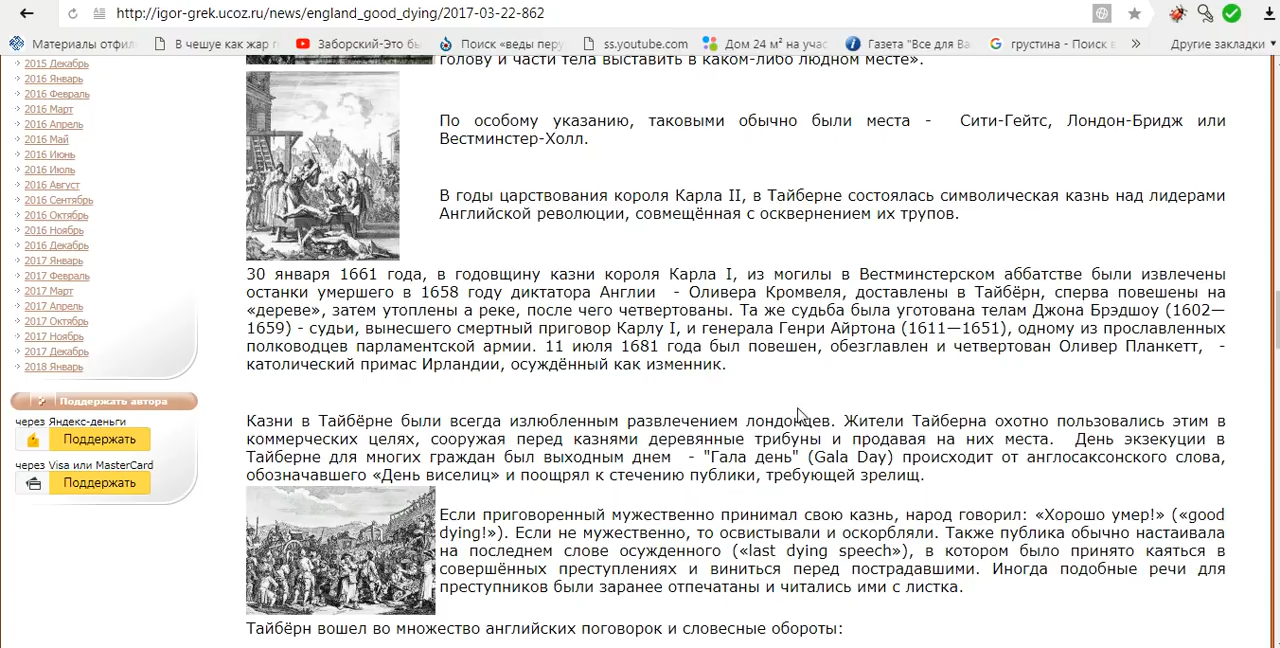 http://igor-grek.ucoz.ru/news/england_good_dying/2017-03-22-862
Материалы отфил
В чешуе как жар г
Заборский-Это бы
Поиск «веды перу
ss.youtube.com
Дом 24 м² на учас
Газета "Все для Ва
грустина - Поиск в
»
Другие закладки
2015 Декабрь
2016 Январь
2016 Февраль
2016 Март
2016 Апрель
2016 Май
2016 Июнь
2016 Июль
2016 Август
2016 Сентябрь
2016 Октябрь
2016 Ноябрь
2016 Декабрь
2017 Январь
2017 Февраль
2017 Март
2017 Апрель
2017 Октябрь
2017 Ноябрь
2017 Декабрь
2018 Январь
Поддержать автора
через Яндекс-деньги
Поддержать
через Visa или MasterCard
Поддержать
голову и части тела выставить в каком-либо людном месте».
По особому указанию, таковыми обычно были места - Сити-Гейтс, Лондон-Бридж или
Вестминстер-Холл.
В годы царствования короля Карла II, в Тайберне состоялась символическая казнь над лидерами
Английской революции, совмещённая с осквернением их трупов.
30 января 1661 года, в годовщину казни короля Карла I, из могилы в Вестминстерском аббатстве были извлечены
останки умершего в 1658 году диктатора Англии - Оливера Кромвеля, доставлены в Тайбёрн, сперва повешены на
«дереве», затем утоплены а реке, после чего четвертованы. Та же судьба была уготована телам Джона Брэдшоу (1602—
1659) - судьи, вынесшего смертный приговор Карлу I, и генерала Генри Айртона (1611—1651), одному из прославленных
полководцев парламентской армии. 11 июля 1681 года был повешен, обезглавлен и четвертован Оливер Планкетт, -
католический примас Ирландии, осуждённый как изменник.
Казни в Тайбёрне были всегда излюбленным развлечением лондонцев. Жители Тайберна охотно пользовались этим в
коммерческих целях, сооружая перед казнями деревянные трибуны и продавая на них места. День экзекуции в
Тайберне для многих граждан был выходным днем - "Гала день" (Gala Day) происходит от англосаксонского слова,
обозначавшего «День виселиц» и поощрял к стечению публики, требующей зрелищ.
Если приговоренный мужественно принимал свою казнь, народ говорил: «Хорошо умер!» («good
dying!»). Если не мужественно, то освистывали и оскорбляли. Также публика обычно настаивала
на последнем слове осужденного («last dying speech»), в котором было принято каяться в
совершённых преступлениях и виниться перед пострадавшими. Иногда подобные речи для
преступников были заранее отпечатаны и читались ими с листка.
Тайбёрн вошел во множество английских поговорок и словесные обороты: